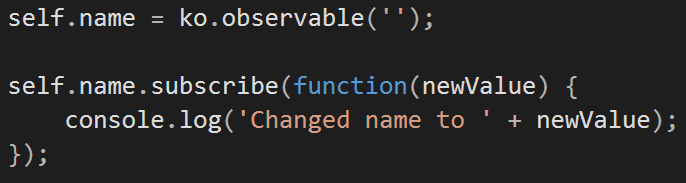 self.name = ko.observable('');
self.name.subscribe(function(newValue) {
    console.log('Changed name to ' + newValue);
});